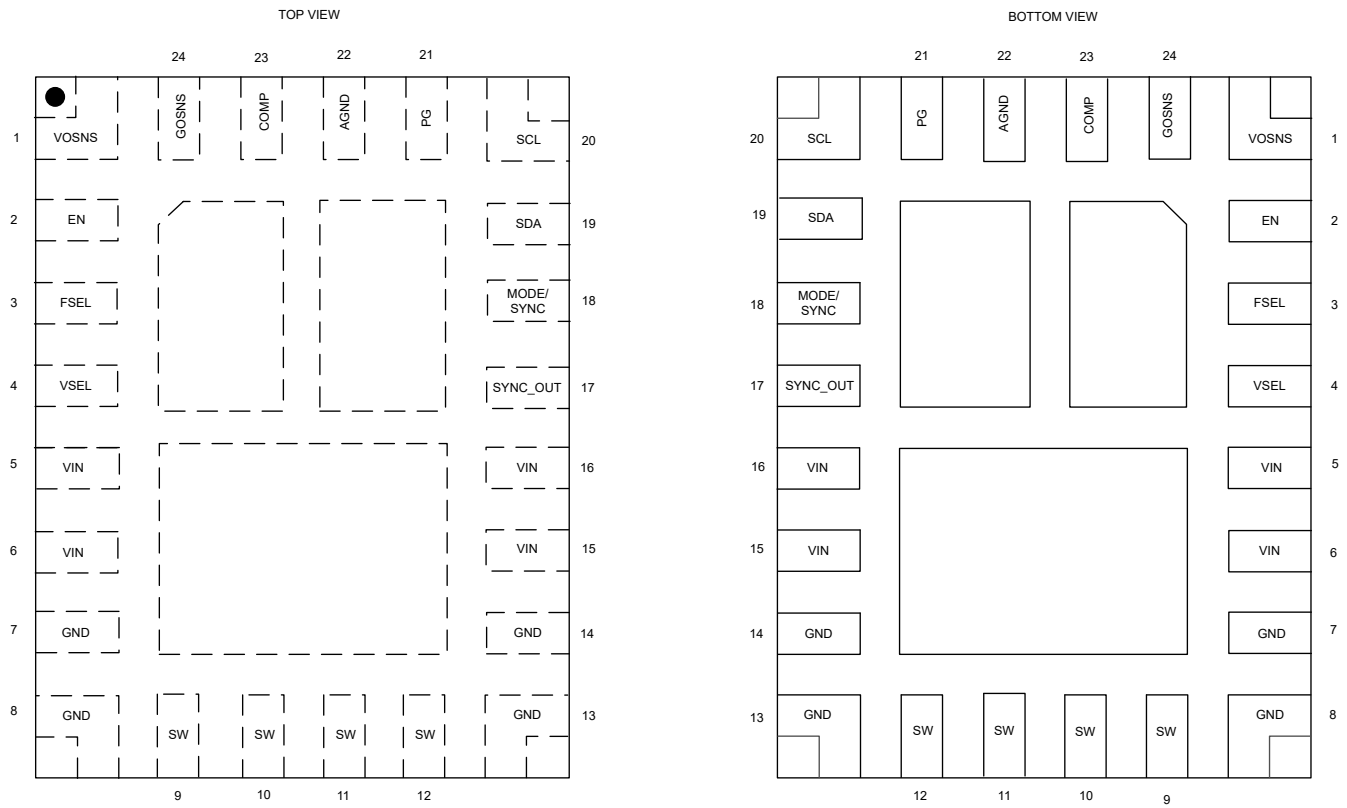 TOP VIEW
24 23 22 21
GOSNS COMP AGND PG
1 VOSNS SCL 20
2 EN SDA 19
3 FSEL MODE/
SYNC 18
4 VSEL SYNC_OUT 17
5 VIN VIN 16
6 VIN VIN 15
7 GND GND 14
8 GND GND 13
SW SW SW SW
9 10 11 12
BOTTOM VIEW
21 22 23 24
PG AGND COMP GOSNS
20 SCL VOSNS 1
19 SDA EN 2
18 MODE/
SYNC FSEL 3
17 SYNC_OUT VSEL 4
16 VIN VIN 5
15 VIN VIN 6
14 GND GND 7
13 GND GND 8
SW SW SW SW
12 11 10 9